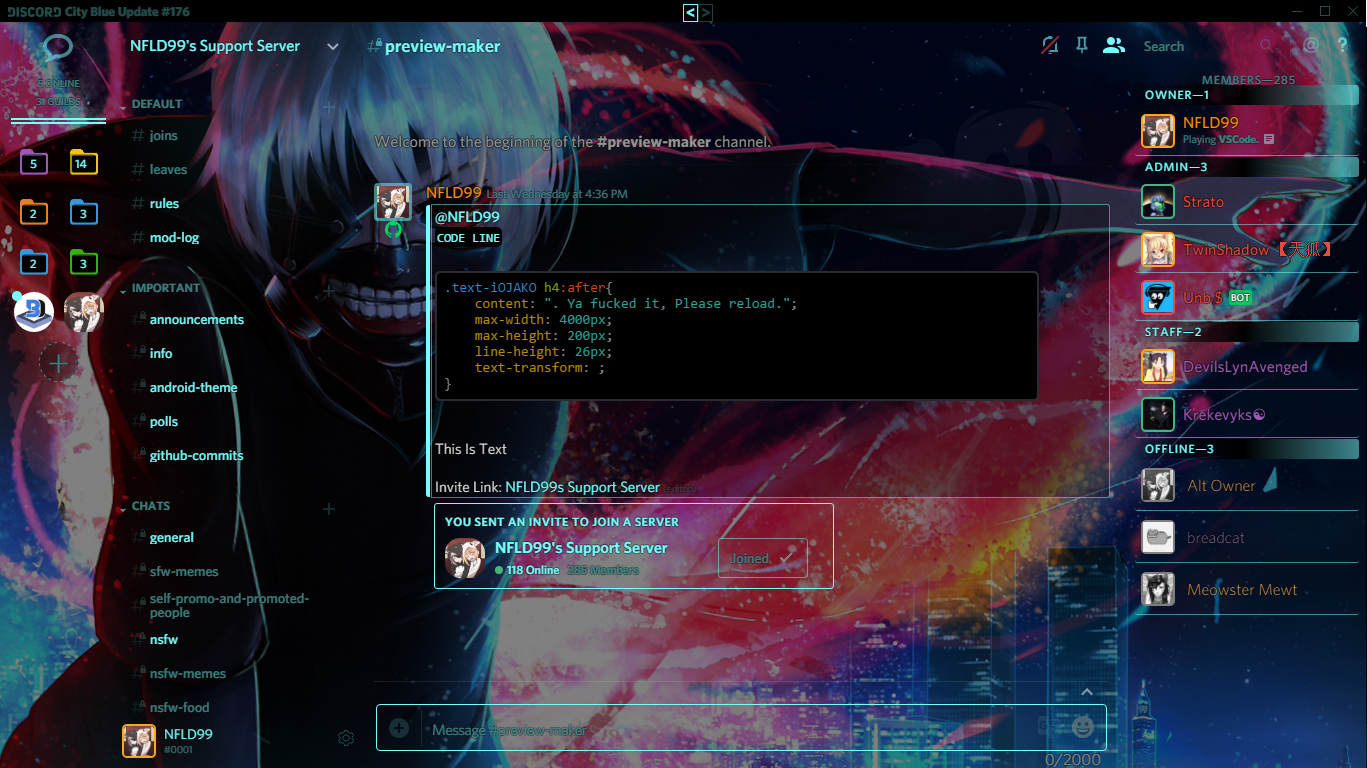 DISCORD City Blue Update #176
< >
8 ONLINE
31 GUILDS
5
14
2
3
2
3
NFLD99's Support Server
DEFAULT
# joins
# leaves
# rules
# mod-log
IMPORTANT
# announcements
# info
# android-theme
# polls
# github-commits
CHATS
# general
# sfw-memes
# self-promo-and-promoted-
people
# nsfw
# nsfw-memes
# nsfw-food
NFLD99
#0001
#preview-maker
Search
@ ?
Welcome to the beginning of the #preview-maker channel.
NFLD99 Last Wednesday at 4:36 PM
@NFLD99
CODE LINE
.text-iOJAKO h4:after{
content: ". Ya fucked it, Please reload.";
max-width: 4000px;
max-height: 200px;
line-height: 26px;
text-transform: ;
}
This Is Text
Invite Link: NFLD99s Support Server (edited)
YOU SENT AN INVITE TO JOIN A SERVER
NFLD99's Support Server
118 Online 285 Members
Joined
Message #preview-maker
0/2000
MEMBERS—285
OWNER—1
NFLD99
Playing VSCode.
ADMIN—3
Strato
TwinShadow 【天狐】
Unb $ BOT
STAFF—2
DevilsLynAvenged
Krekevyks☯
OFFLINE—3
Alt Owner
breadcat
Meowster Mewt